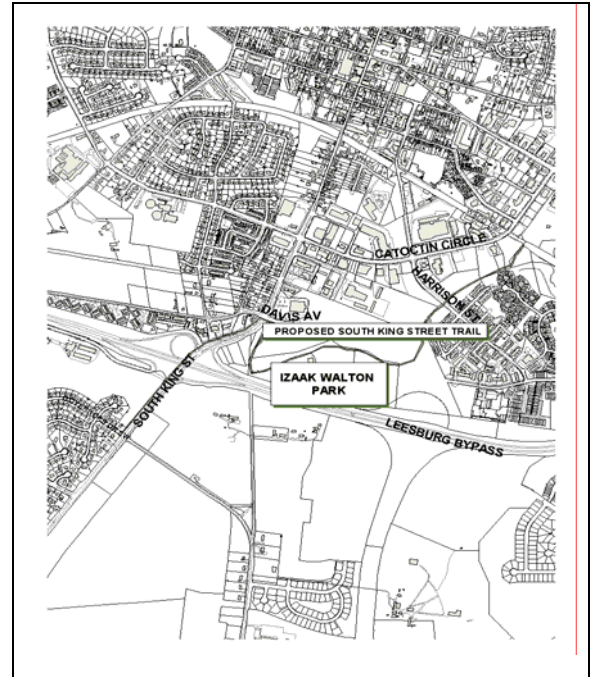 CATOCTIN CIRCLE
HARRISON ST
DAVIS AV
PROPOSED SOUTH KING STREET TRAIL
IZAAK WALTON
PARK
SOUTH KING ST
LEESBURG BYPASS